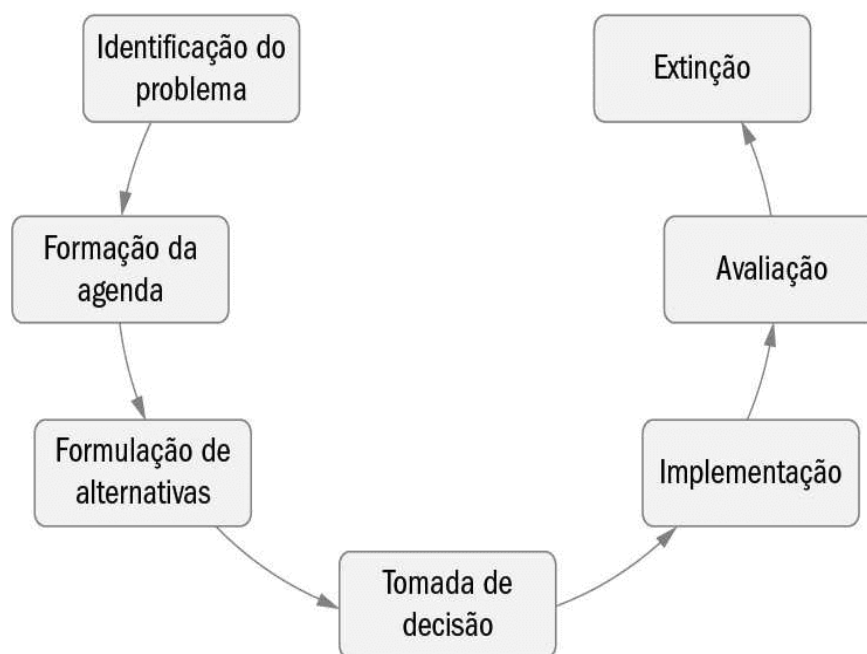 Identificação do
problema
Formação da
agenda
Formulação de
alternativas
Tomada de
decisão
Implementação
Avaliação
Extinção